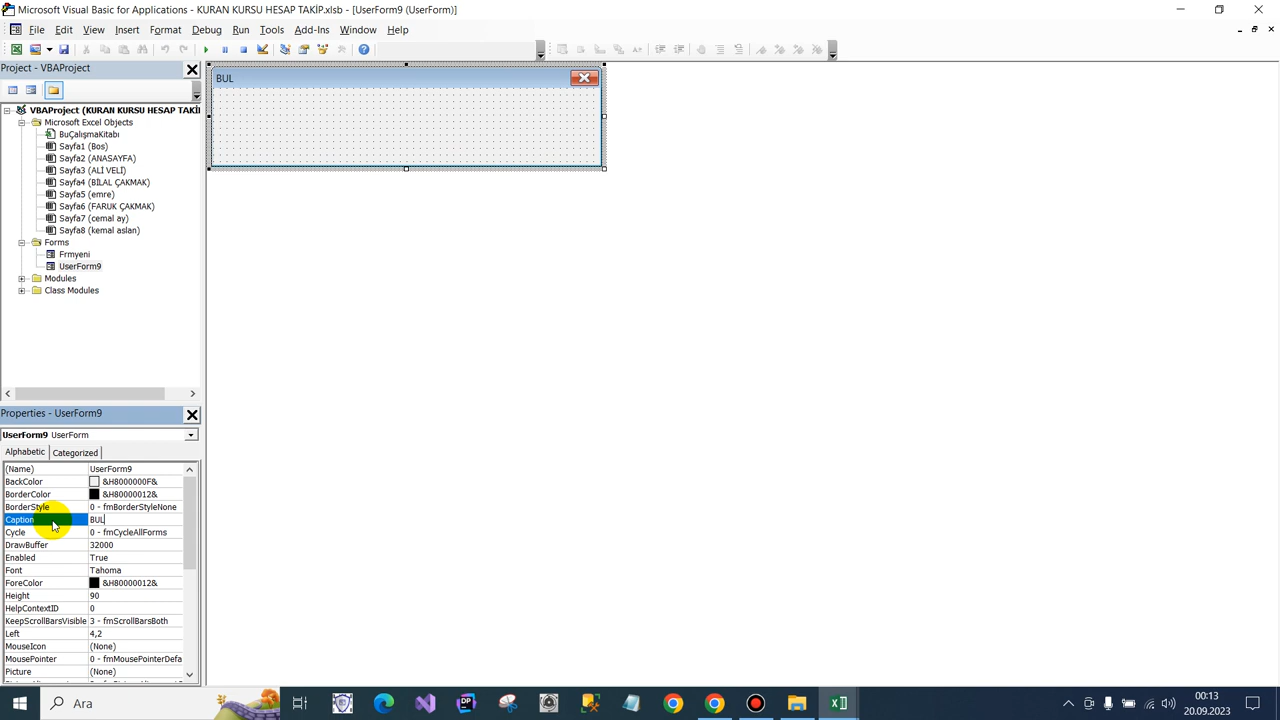 Microsoft Visual Basic for Applications - KURAN KURSU HESAP TAKİP.xlsb - [UserForm9 (UserForm)]
File Edit View Insert Format Debug Run Tools Add-Ins Window Help
Project - VBAProject
VBAProject (KURAN KURSU HESAP TAKİ
Microsoft Excel Objects
BuÇalışmaKitabı
Sayfa1 (Bos)
Sayfa2 (ANASAYFA)
Sayfa3 (ALI VELİ)
Sayfa4 (BİLAL ÇAKMAK)
Sayfa5 (emre)
Sayfa6 (FARUK ÇAKMAK)
Sayfa7 (cemal ay)
Sayfa8 (kemal aslan)
Forms
Frmyeni
UserForm9
Modules
Class Modules
BUL
Properties - UserForm9
UserForm9 UserForm
Alphabetic Categorized
(Name) UserForm9
BackColor &H8000000F&
BorderColor &H80000012&
BorderStyle 0 - fmBorderStyleNone
Caption BUL
Cycle 0 - fmCycleAllForms
DrawBuffer 32000
Enabled True
Font Tahoma
ForeColor &H80000012&
Height 90
HelpContextID 0
KeepScrollBarsVisible 3 - fmScrollBarsBoth
Left 4,2
MouseIcon (None)
MousePointer 0 - fmMousePointerDefa
Picture (None)
Ara
DP
00:13
20.09.2023